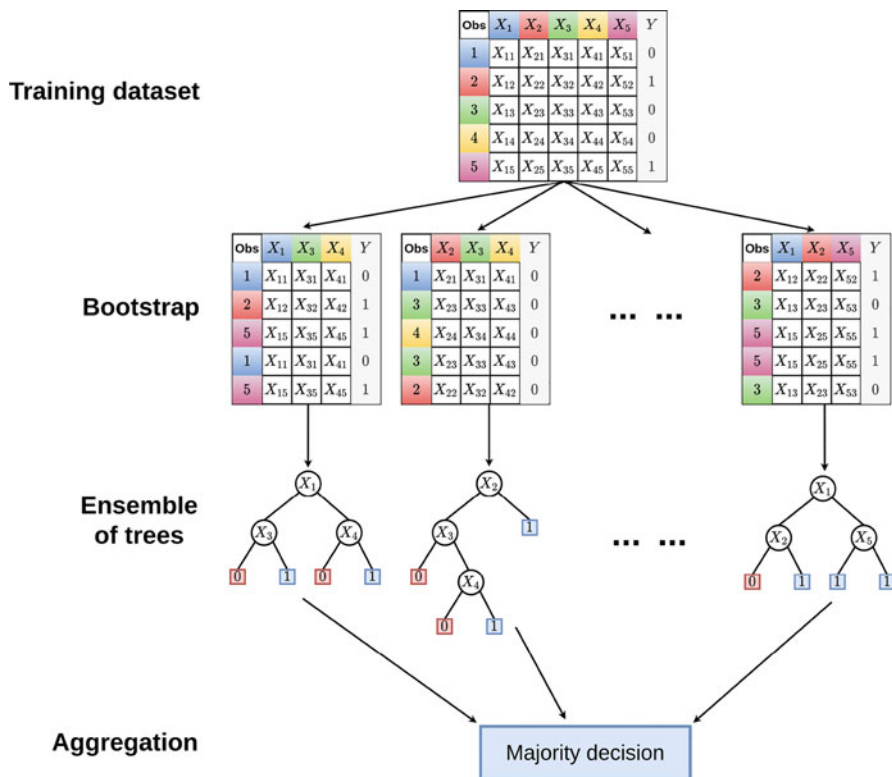 Obs X₁ X₂ X₃ X₄ X₅ Y
1 X₁₁ X₂₁ X₃₁ X₄₁ X₅₁ 0
2 X₁₂ X₂₂ X₃₂ X₄₂ X₅₂ 1
Training dataset
3 X₁₃ X₂₃ X₃₃ X₄₃ X₅₃ 0
4 X₁₄ X₂₄ X₃₄ X₄₄ X₅₄ 0
5 X₁₅ X₂₅ X₃₅ X₄₅ X₅₅ 1
Bootstrap
Obs X₁ X₃ X₄ Y
1 X₁₁ X₃₁ X₄₁ 0
2 X₁₂ X₃₂ X₄₂ 1
5 X₁₅ X₃₅ X₄₅ 1
1 X₁₁ X₃₁ X₄₁ 0
5 X₁₅ X₃₅ X₄₅ 1
Obs X₂ X₃ X₄ Y
1 X₂₁ X₃₁ X₄₁ 0
3 X₂₃ X₃₃ X₄₃ 0
4 X₂₄ X₃₄ X₄₄ 0
3 X₂₃ X₃₃ X₄₃ 0
2 X₂₂ X₃₂ X₄₂ 0
... ...
Obs X₁ X₂ X₅ Y
2 X₁₂ X₂₂ X₅₂ 1
3 X₁₃ X₂₃ X₅₃ 0
5 X₁₅ X₂₅ X₅₅ 1
5 X₁₅ X₂₅ X₅₅ 1
3 X₁₃ X₂₃ X₅₃ 0
Ensemble
of trees
X₁
X₃ X₄
0 1 0 1
X₂
X₃ 1
0 X₄
0 1
... ...
X₁
X₂ X₅
0 1 1 1
Aggregation
Majority decision